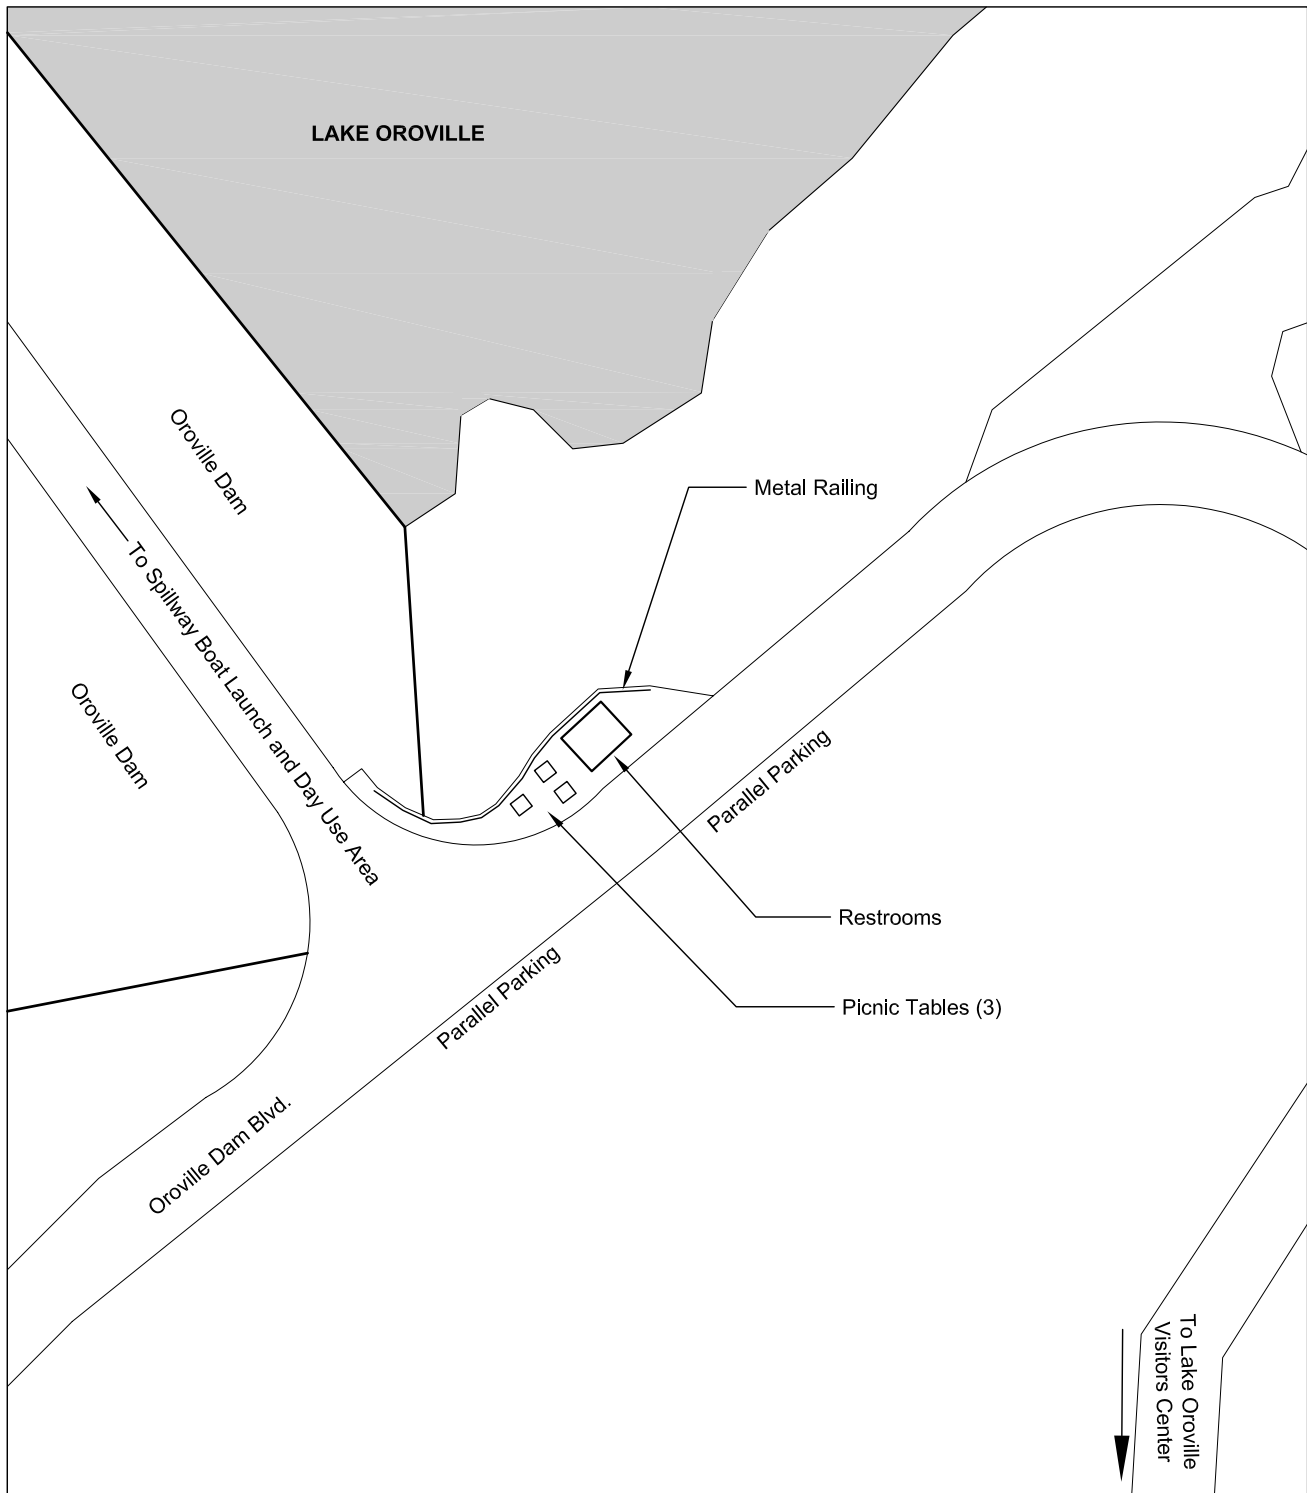 LAKE OROVILLE
Oroville Dam
Metal Railing
To Spillway Boat Launch and Day Use Area
Oroville Dam
Parallel Parking
Restrooms
Parallel Parking
Picnic Tables (3)
Oroville Dam Blvd.
To Lake Oroville
Visitors Center